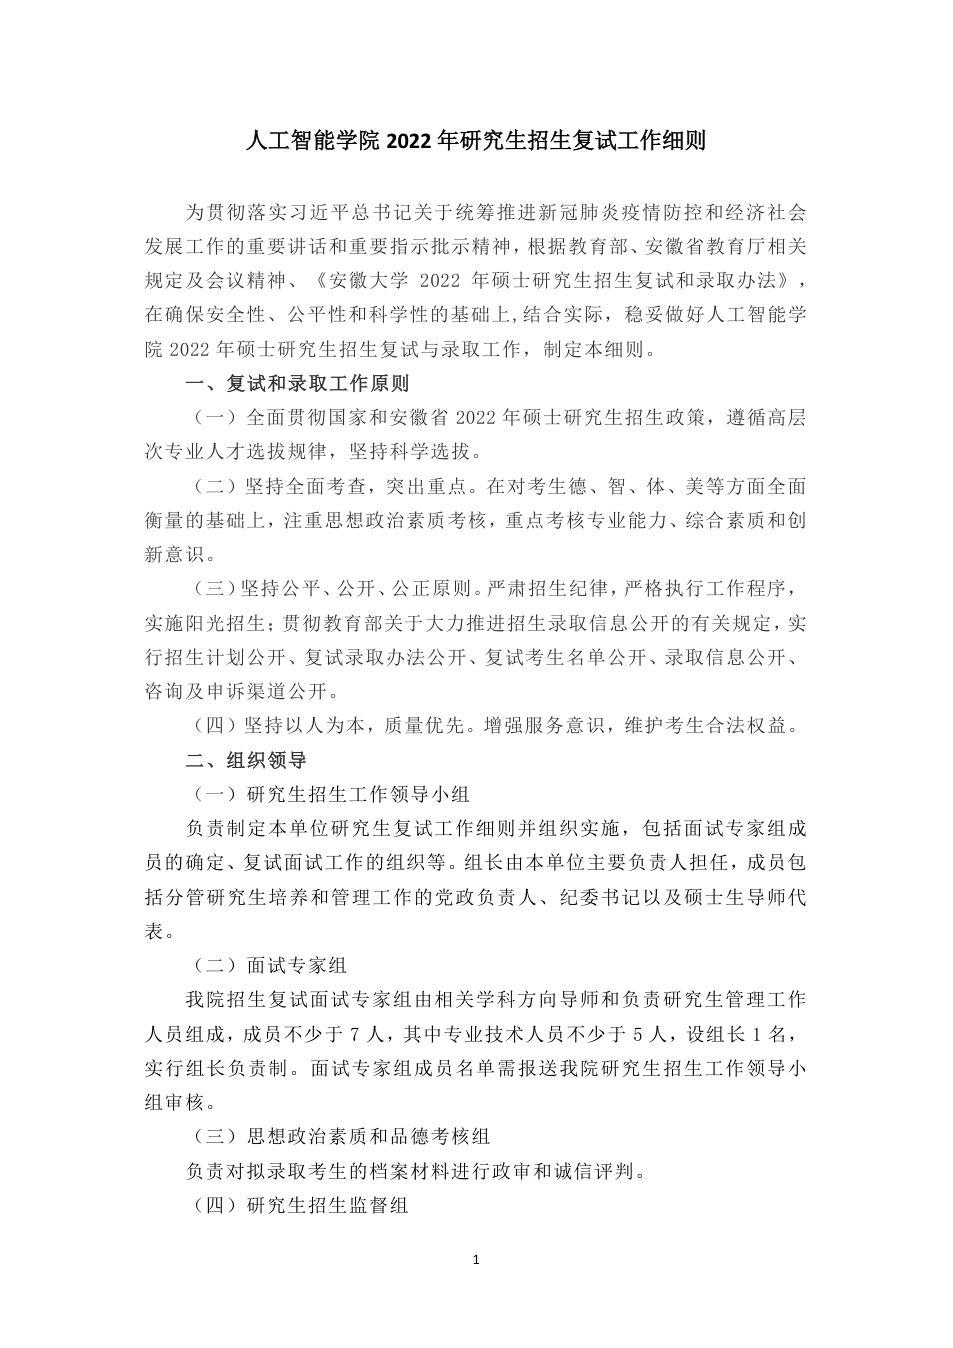 人工智能学院 2022 年研究生招生复试工作细则
为贯彻落实习近平总书记关于统筹推进新冠肺炎疫情防控和经济社会
发展工作的重要讲话和重要指示批示精神，根据教育部、安徽省教育厅相关
规定及会议精神、《安徽大学 2022 年硕士研究生招生复试和录取办法》，
在确保安全性、公平性和科学性的基础上,结合实际，稳妥做好人工智能学
院 2022 年硕士研究生招生复试与录取工作，制定本细则。
一、复试和录取工作原则
（一）全面贯彻国家和安徽省 2022 年硕士研究生招生政策，遵循高层
次专业人才选拔规律，坚持科学选拔。
（二）坚持全面考查，突出重点。在对考生德、智、体、美等方面全面
衡量的基础上，注重思想政治素质考核，重点考核专业能力、综合素质和创
新意识。
（三）坚持公平、公开、公正原则。严肃招生纪律，严格执行工作程序，
实施阳光招生；贯彻教育部关于大力推进招生录取信息公开的有关规定，实
行招生计划公开、复试录取办法公开、复试考生名单公开、录取信息公开、
咨询及申诉渠道公开。
（四）坚持以人为本，质量优先。增强服务意识，维护考生合法权益。
二、组织领导
（一）研究生招生工作领导小组
负责制定本单位研究生复试工作细则并组织实施，包括面试专家组成
员的确定、复试面试工作的组织等。组长由本单位主要负责人担任，成员包
括分管研究生培养和管理工作的党政负责人、纪委书记以及硕士生导师代
表。
（二）面试专家组
我院招生复试面试专家组由相关学科方向导师和负责研究生管理工作
人员组成，成员不少于 7 人，其中专业技术人员不少于 5 人，设组长 1 名，
实行组长负责制。面试专家组成员名单需报送我院研究生招生工作领导小
组审核。
（三）思想政治素质和品德考核组
负责对拟录取考生的档案材料进行政审和诚信评判。
（四）研究生招生监督组
1